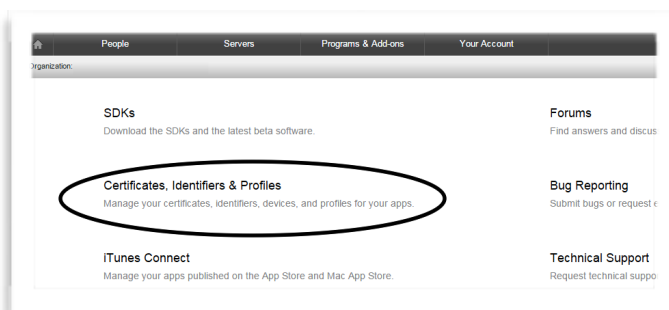 People Servers Programs & Add-ons Your Account
Organization:
SDKs
Download the SDKs and the latest beta software.
Forums
Find answers and discus
Certificates, Identifiers & Profiles
Manage your certificates, identifiers, devices, and profiles for your apps.
Bug Reporting
Submit bugs or request e
iTunes Connect
Manage your apps published on the App Store and Mac App Store.
Technical Support
Request technical suppo